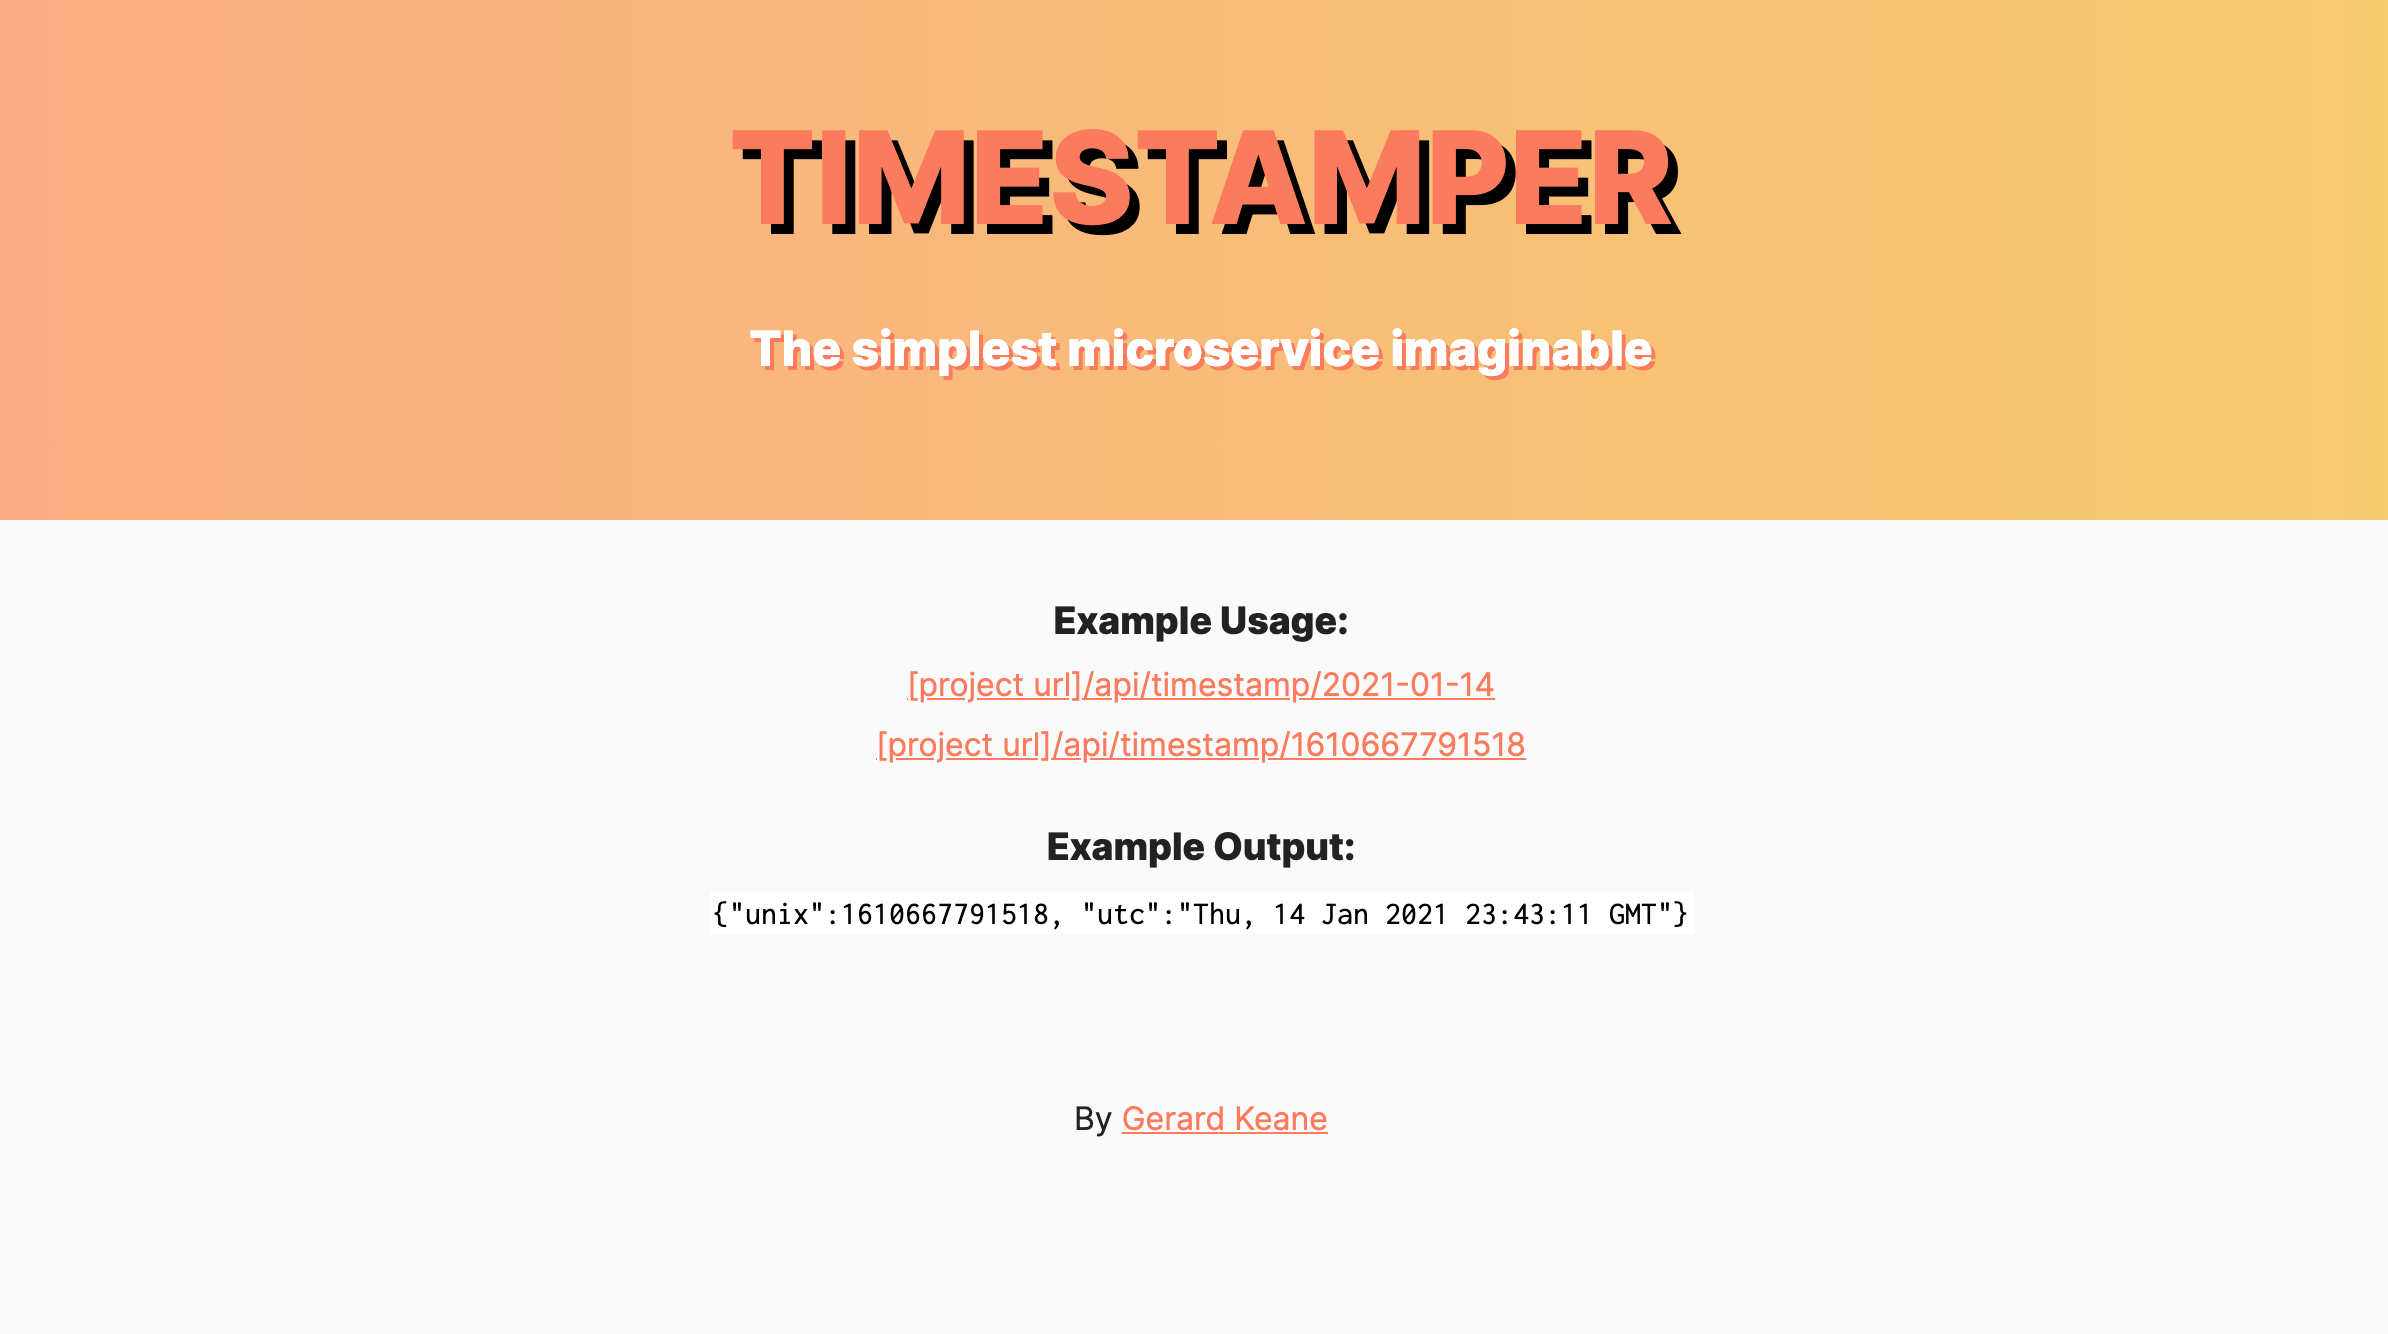 TIMESTAMPER
The simplest microservice imaginable
Example Usage:
[project url]/api/timestamp/2021-01-14
[project url]/api/timestamp/1610667791518
Example Output:
{"unix":1610667791518, "utc":"Thu, 14 Jan 2021 23:43:11 GMT"}
By Gerard Keane